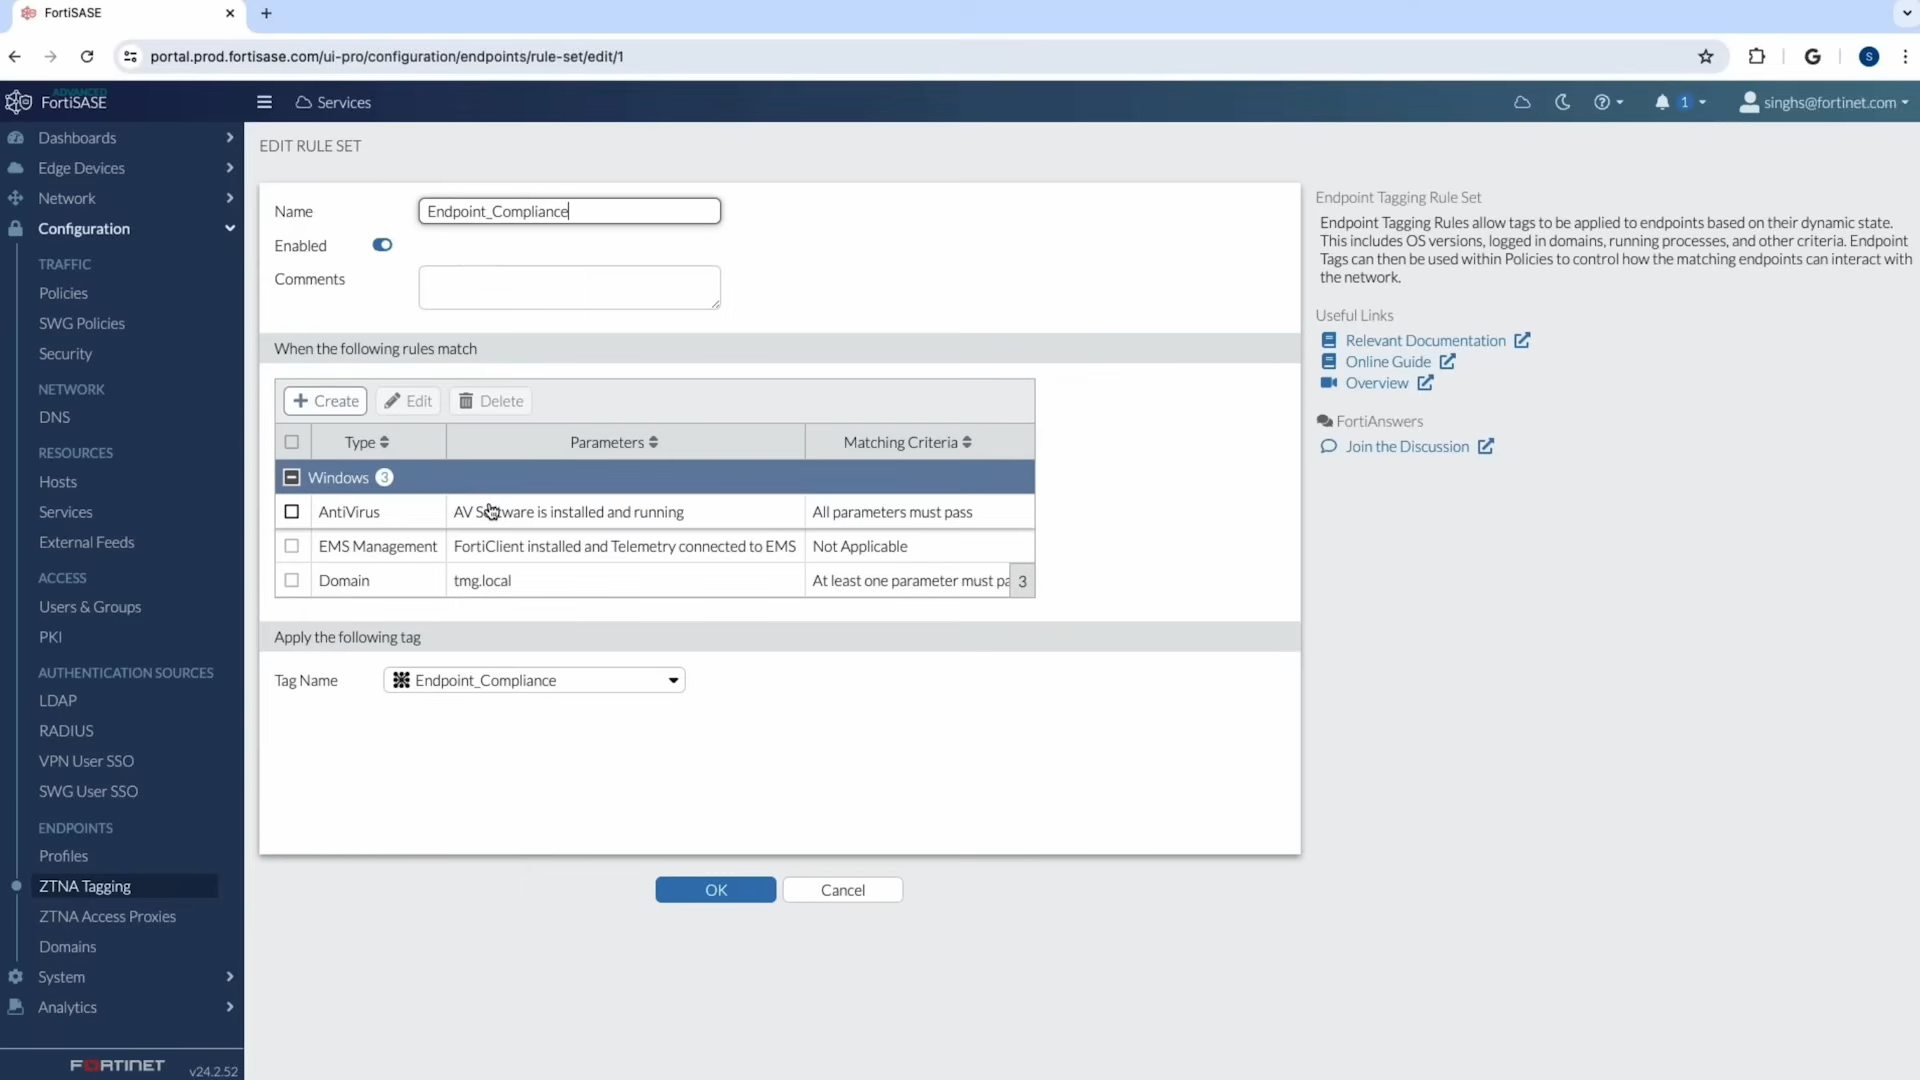 FortiSASE
portal.prod.fortisase.com/ui-pro/configuration/endpoints/rule-set/edit/1
G
S
ADVANCED
FortiSASE
Services
1
singhs@fortinet.com
Dashboards
Edge Devices
Network
Configuration
TRAFFIC
Policies
SWG Policies
Security
NETWORK
DNS
RESOURCES
Hosts
Services
External Feeds
ACCESS
Users & Groups
PKI
AUTHENTICATION SOURCES
LDAP
RADIUS
VPN User SSO
SWG User SSO
ENDPOINTS
Profiles
ZTNA Tagging
ZTNA Access Proxies
Domains
System
Analytics
FORTINET v24.2.52
EDIT RULE SET
Name Endpoint_Compliance
Enabled
Comments
When the following rules match
+ Create Edit Delete
Type Parameters Matching Criteria
Windows 3
AntiVirus AV Software is installed and running All parameters must pass
EMS Management FortiClient installed and Telemetry connected to EMS Not Applicable
Domain tmg.local At least one parameter must pa 3
Apply the following tag
Tag Name Endpoint_Compliance
OK Cancel
Endpoint Tagging Rule Set
Endpoint Tagging Rules allow tags to be applied to endpoints based on their dynamic state.
This includes OS versions, logged in domains, running processes, and other criteria. Endpoint
Tags can then be used within Policies to control how the matching endpoints can interact with
the network.
Useful Links
Relevant Documentation
Online Guide
Overview
FortiAnswers
Join the Discussion